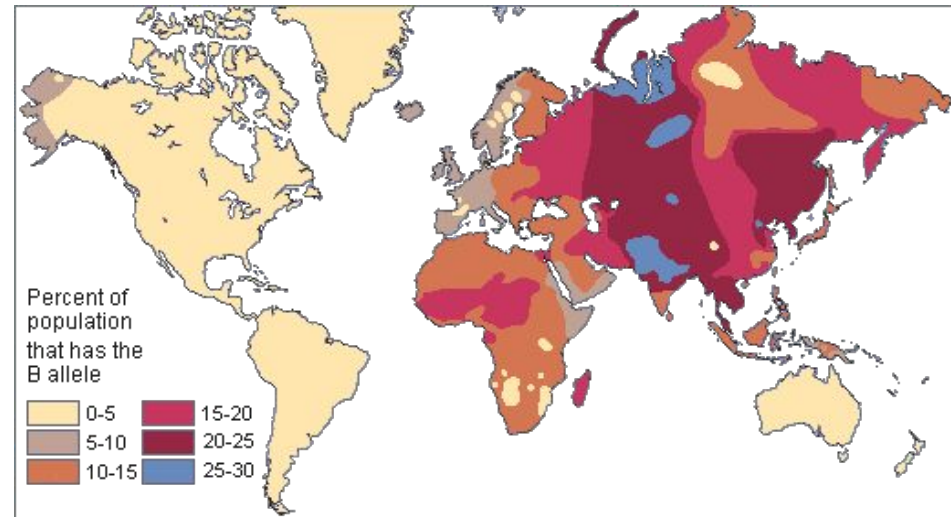 Percent of
population
that has the
B allele
0-5 15-20
5-10 20-25
10-15 25-30